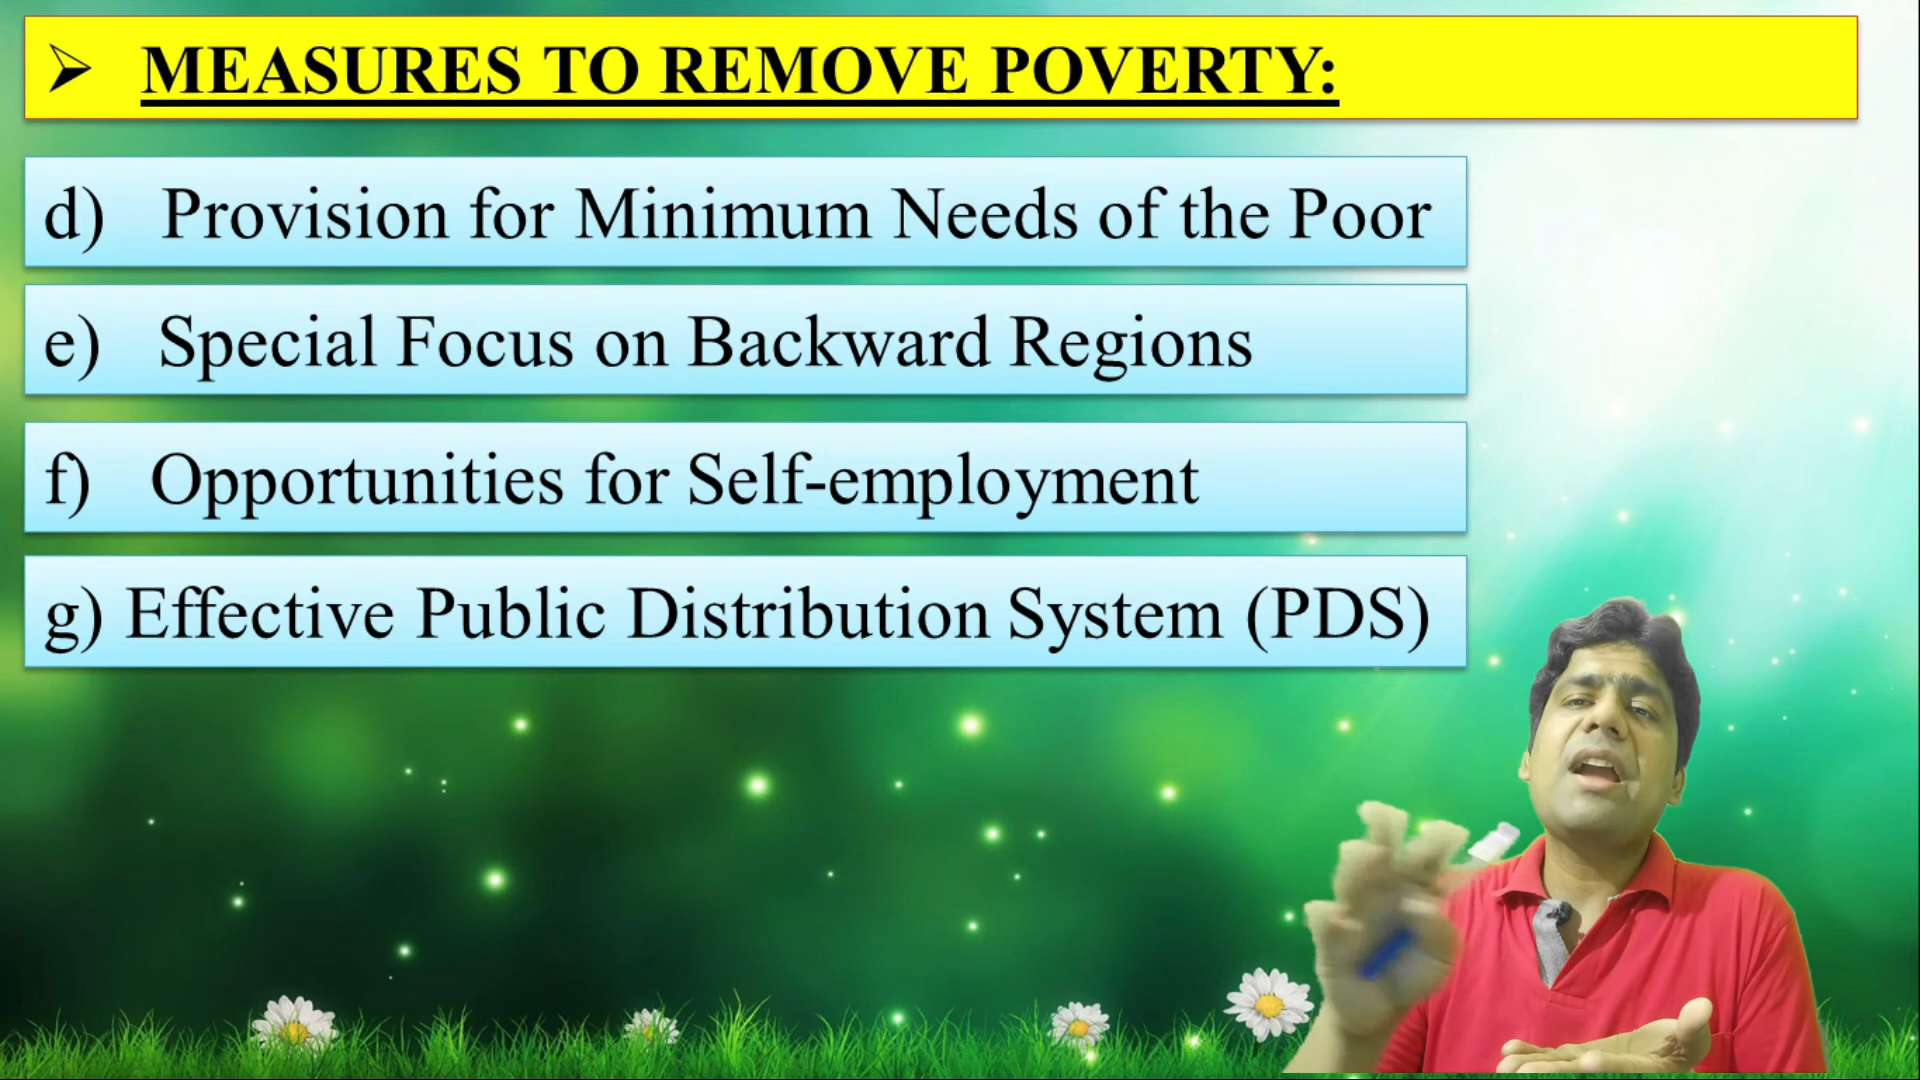 ➢ MEASURES TO REMOVE POVERTY:
d) Provision for Minimum Needs of the Poor
e) Special Focus on Backward Regions
f) Opportunities for Self-employment
g) Effective Public Distribution System (PDS)